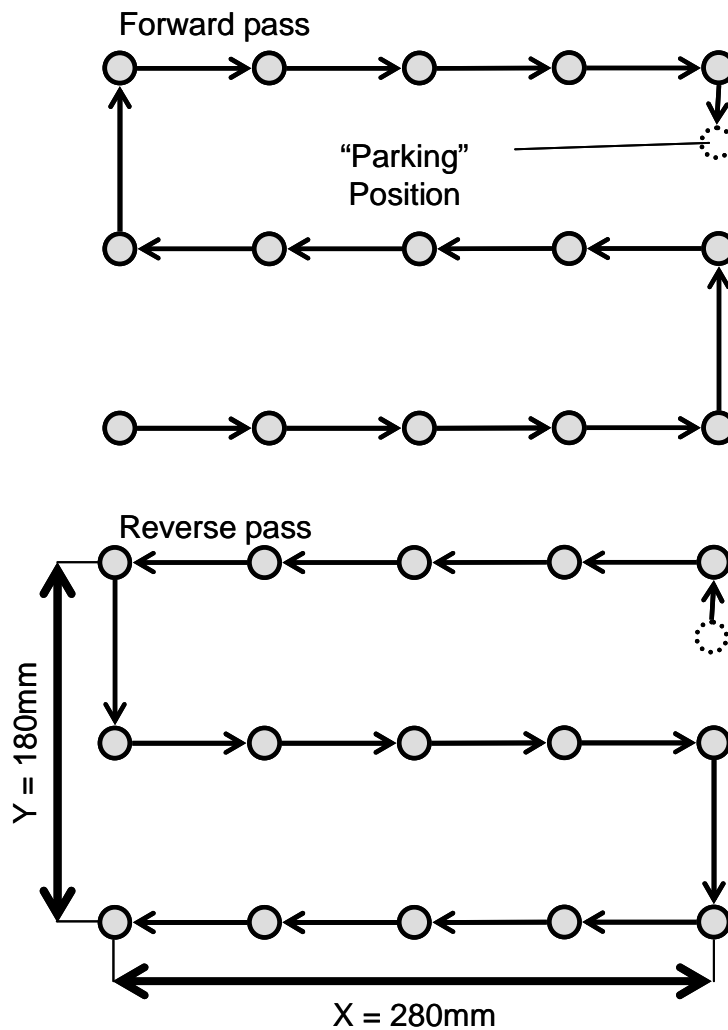 Forward pass
“Parking”
Position
Reverse pass
Y = 180mm
X = 280mm